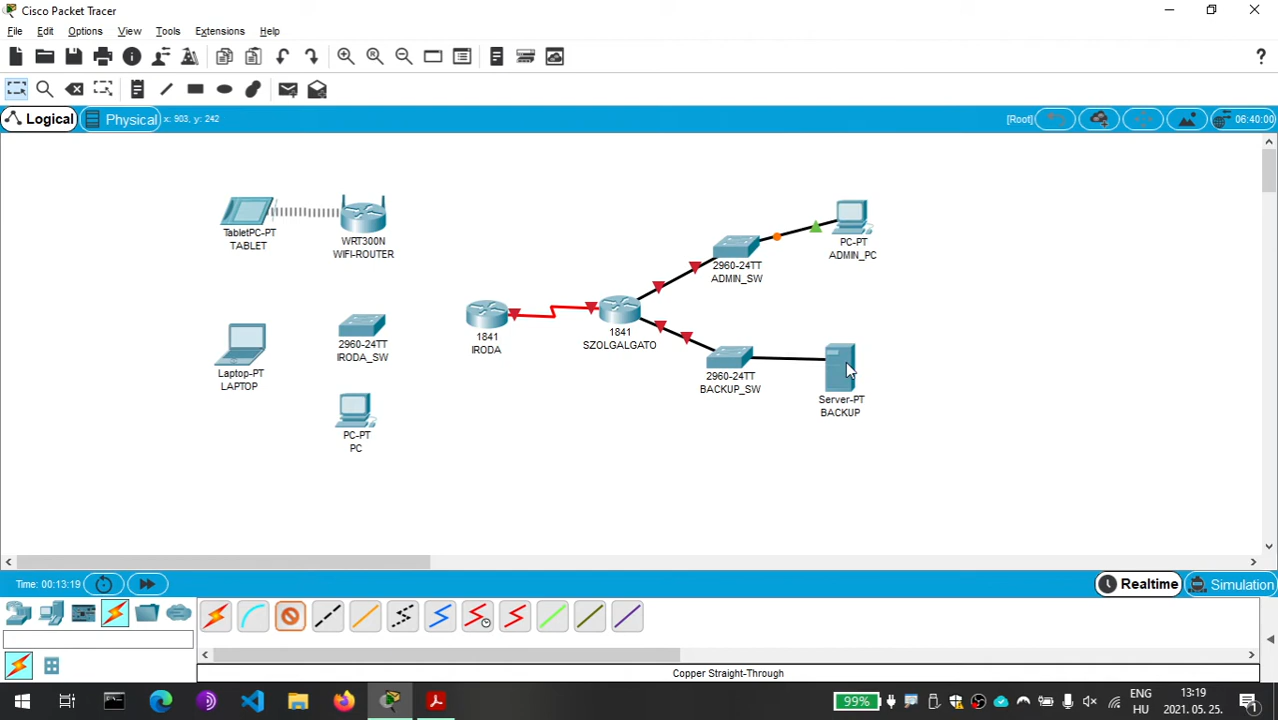 Cisco Packet Tracer
File Edit Options View Tools Extensions Help
?
Logical Physical x: 903, y: 242 [Root] 06:40:00
TabletPC-PT
TABLET
WRT300N
WIFI-ROUTER
PC-PT
ADMIN_PC
2960-24TT
ADMIN_SW
1841
IRODA
1841
SZOLGALGATO
2960-24TT
IRODA_SW
Laptop-PT
LAPTOP
2960-24TT
BACKUP_SW
Server-PT
BACKUP
PC-PT
PC
Time: 00:13:19 Realtime Simulation
Copper Straight-Through
99% ENG 13:19
HU 2021. 05. 25. 1